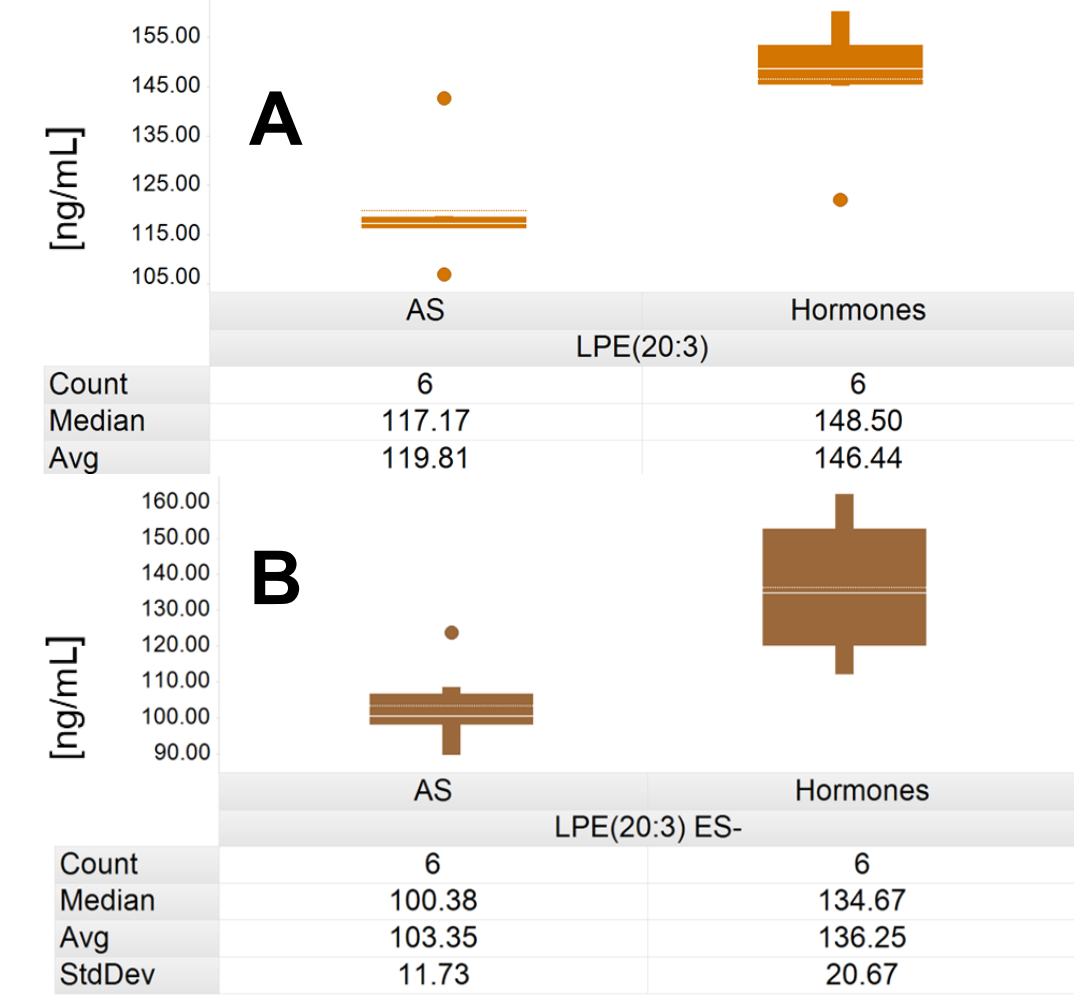 155.00
145.00
135.00
125.00
115.00
105.00
[ng/mL]
A
AS Hormones
LPE(20:3)
Count 6 6
Median 117.17 148.50
Avg 119.81 146.44
160.00
150.00
140.00
130.00
120.00
110.00
100.00
90.00
[ng/mL]
B
AS Hormones
LPE(20:3) ES-
Count 6 6
Median 100.38 134.67
Avg 103.35 136.25
StdDev 11.73 20.67